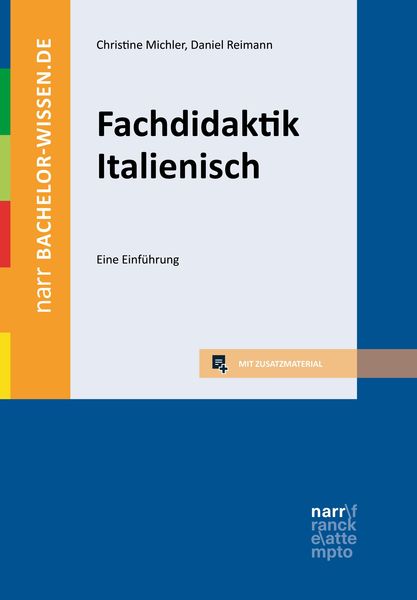 Christine Michler, Daniel Reimann
Fachdidaktik
Italienisch
Eine Einführung
narr BACHELOR-WISSEN.DE
MIT ZUSATZMATERIAL
narr\f
ranck
e\atte
mpto